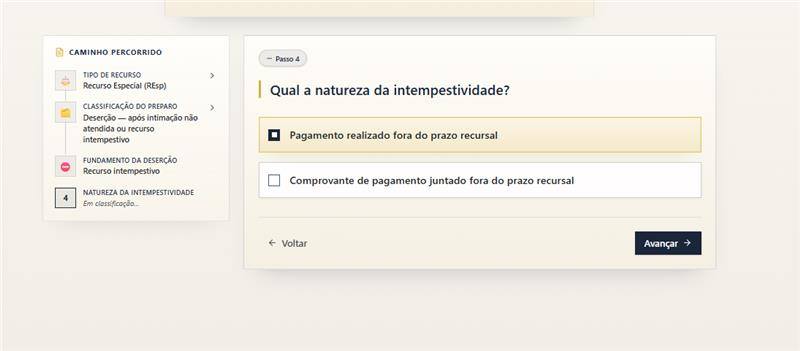 CAMINHO PERCORRIDO
TIPO DE RECURSO
Recurso Especial (REsp)
CLASSIFICAÇÃO DO PREPARO
Deserção — após intimação não
atendida ou recurso
intempestivo
FUNDAMENTO DA DESERÇÃO
Recurso intempestivo
4
NATUREZA DA INTEMPESTIVIDADE
Em classificação...
— Passo 4
Qual a natureza da intempestividade?
Pagamento realizado fora do prazo recursal
Comprovante de pagamento juntado fora do prazo recursal
← Voltar
Avançar →